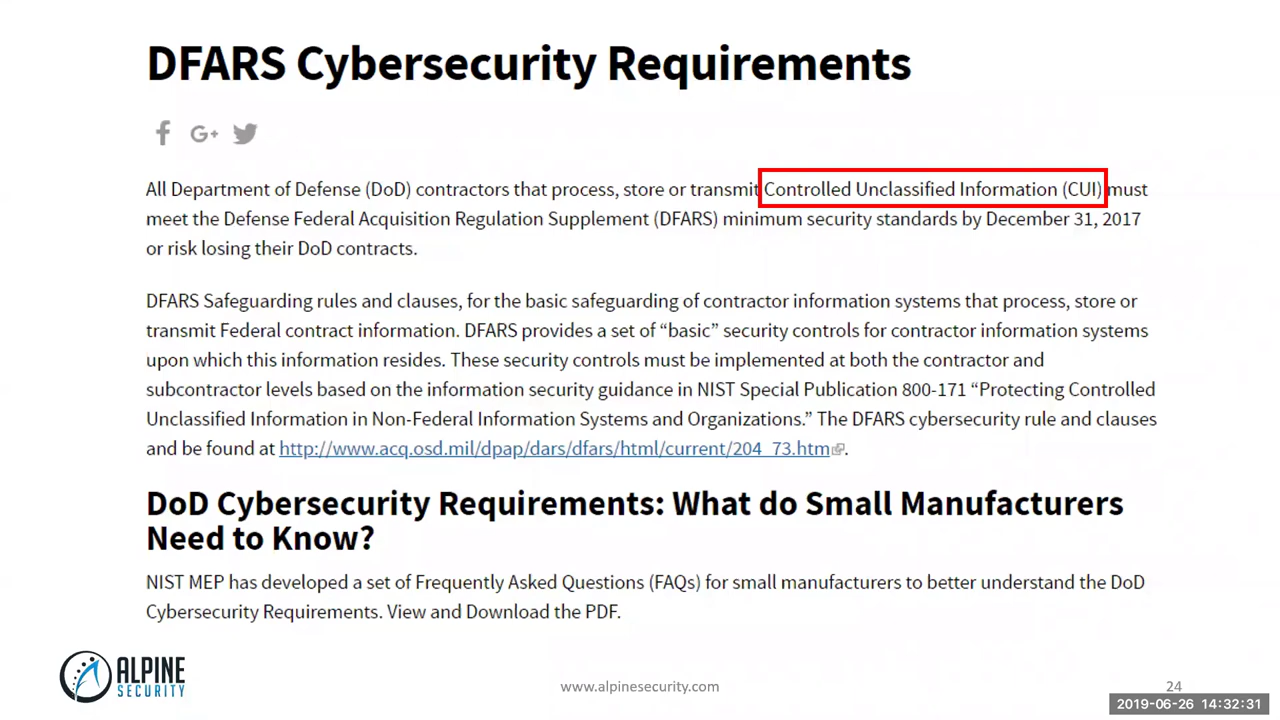 DFARS Cybersecurity Requirements
All Department of Defense (DoD) contractors that process, store or transmit Controlled Unclassified Information (CUI) must
meet the Defense Federal Acquisition Regulation Supplement (DFARS) minimum security standards by December 31, 2017
or risk losing their DoD contracts.
DFARS Safeguarding rules and clauses, for the basic safeguarding of contractor information systems that process, store or
transmit Federal contract information. DFARS provides a set of “basic” security controls for contractor information systems
upon which this information resides. These security controls must be implemented at both the contractor and
subcontractor levels based on the information security guidance in NIST Special Publication 800-171 “Protecting Controlled
Unclassified Information in Non-Federal Information Systems and Organizations.” The DFARS cybersecurity rule and clauses
and be found at http://www.acq.osd.mil/dpap/dars/dfars/html/current/204_73.htm.
DoD Cybersecurity Requirements: What do Small Manufacturers
Need to Know?
NIST MEP has developed a set of Frequently Asked Questions (FAQs) for small manufacturers to better understand the DoD
Cybersecurity Requirements. View and Download the PDF.
ALPINE
SECURITY
www.alpinesecurity.com
24
2019-06-26 14:32:31